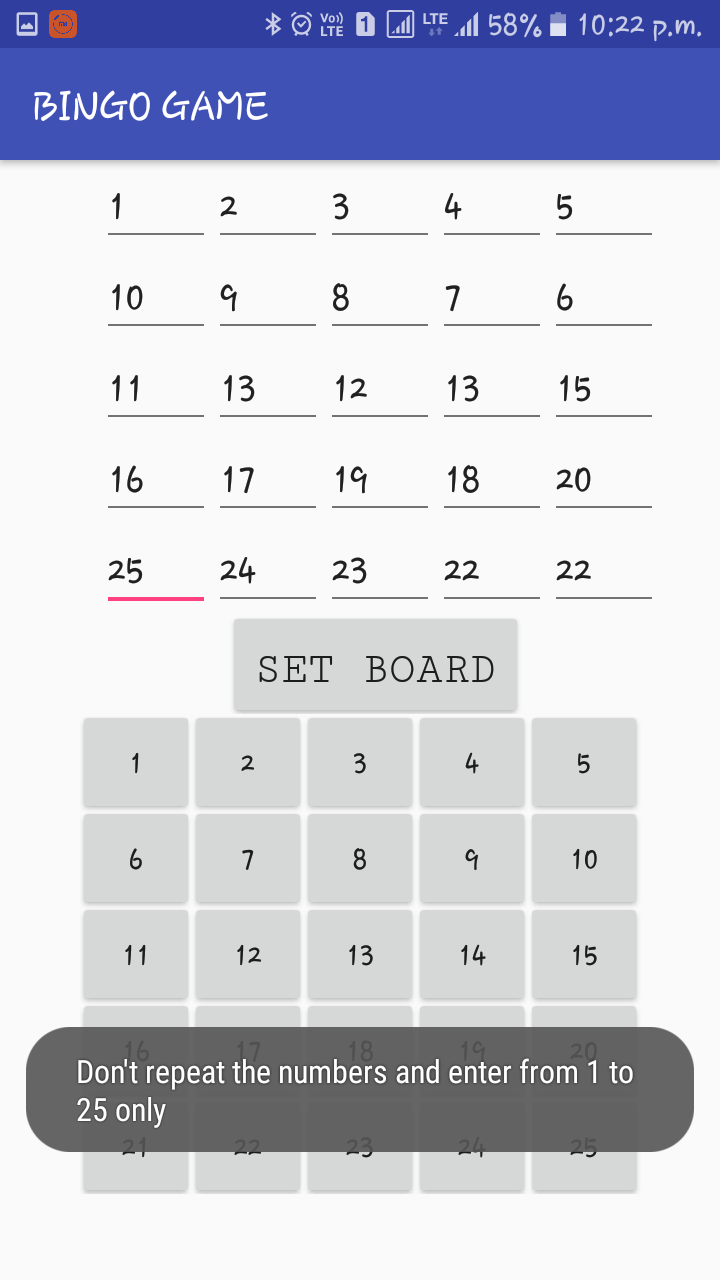 Vo)) LTE 1 LTE 58% 10:22 p.m.
BINGO GAME
1 2 3 4 5
10 9 8 7 6
11 13 12 13 15
16 17 19 18 20
25 24 23 22 22
SET BOARD
1 2 3 4 5
6 7 8 9 10
11 12 13 14 15
16 17 18 19 20
Don't repeat the numbers and enter from 1 to
25 only
21 22 23 24 25